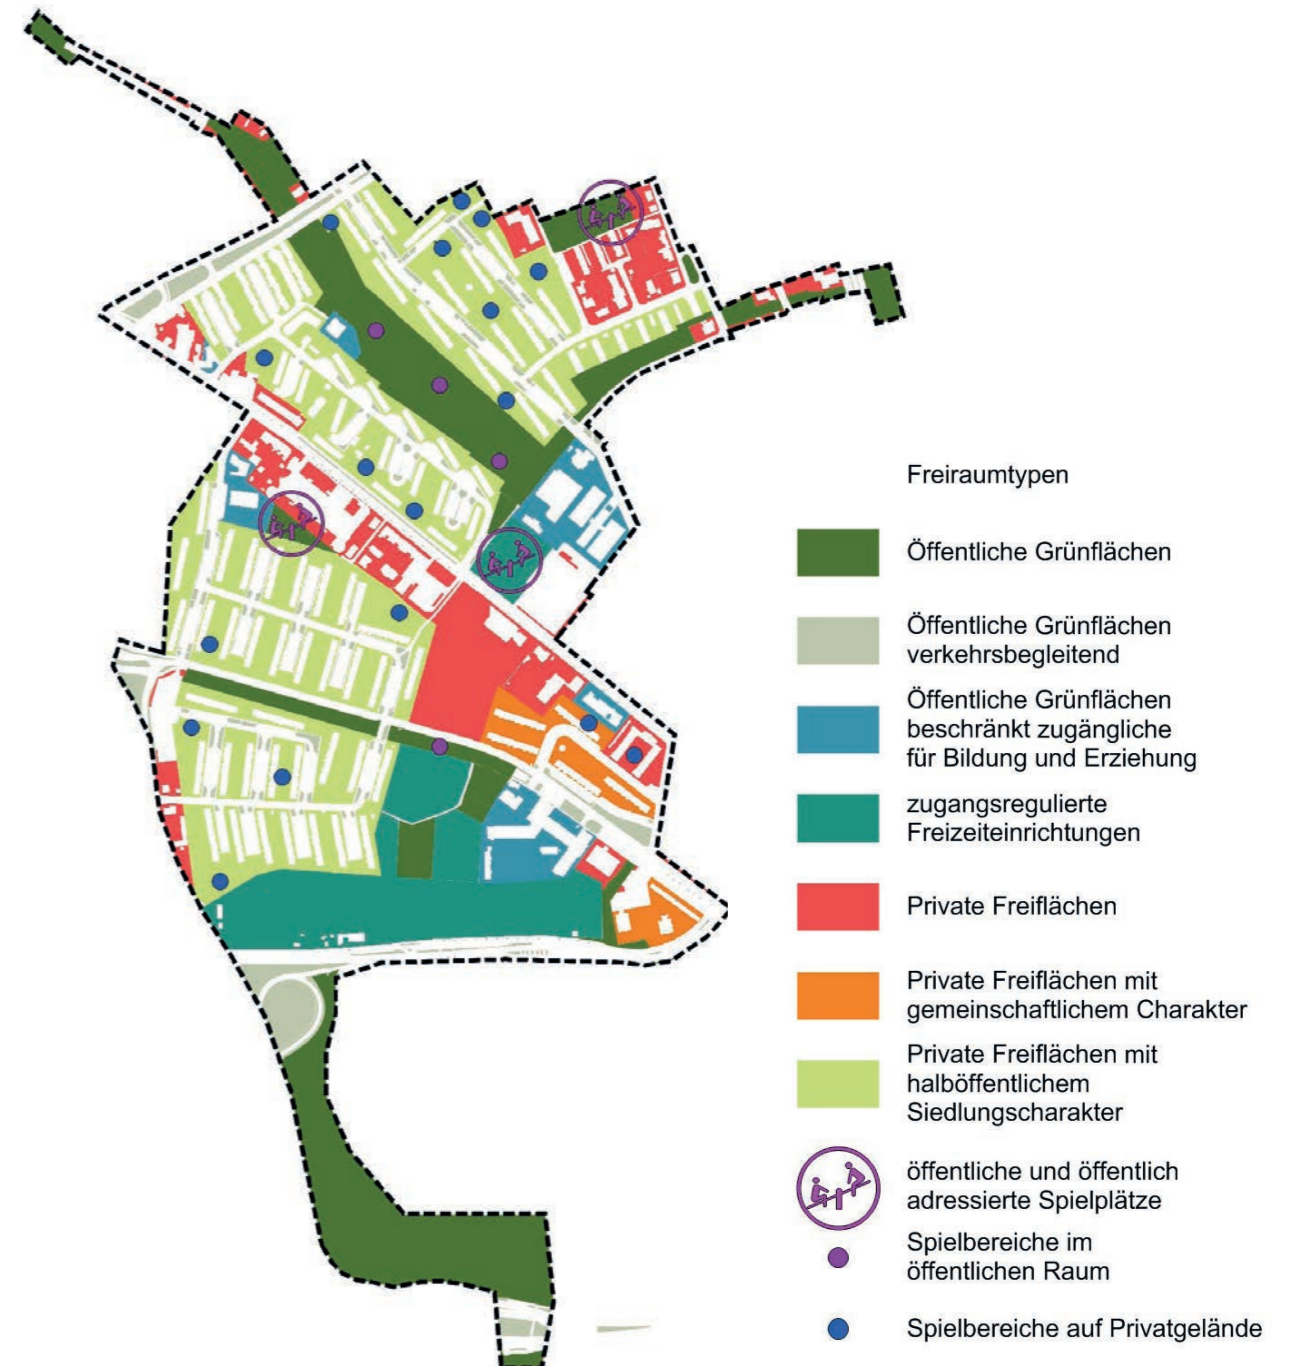 Freiraumtypen
Öffentliche Grünflächen
Öffentliche Grünflächen
verkehrsbegleitend
Öffentliche Grünflächen
beschränkt zugängliche
für Bildung und Erziehung
zugangsregulierte
Freizeiteinrichtungen
Private Freiflächen
Private Freiflächen mit
gemeinschaftlichem Charakter
Private Freiflächen mit
halböffentlichem
Siedlungscharakter
öffentliche und öffentlich
adressierte Spielplätze
Spielbereiche im
öffentlichen Raum
Spielbereiche auf Privatgelände